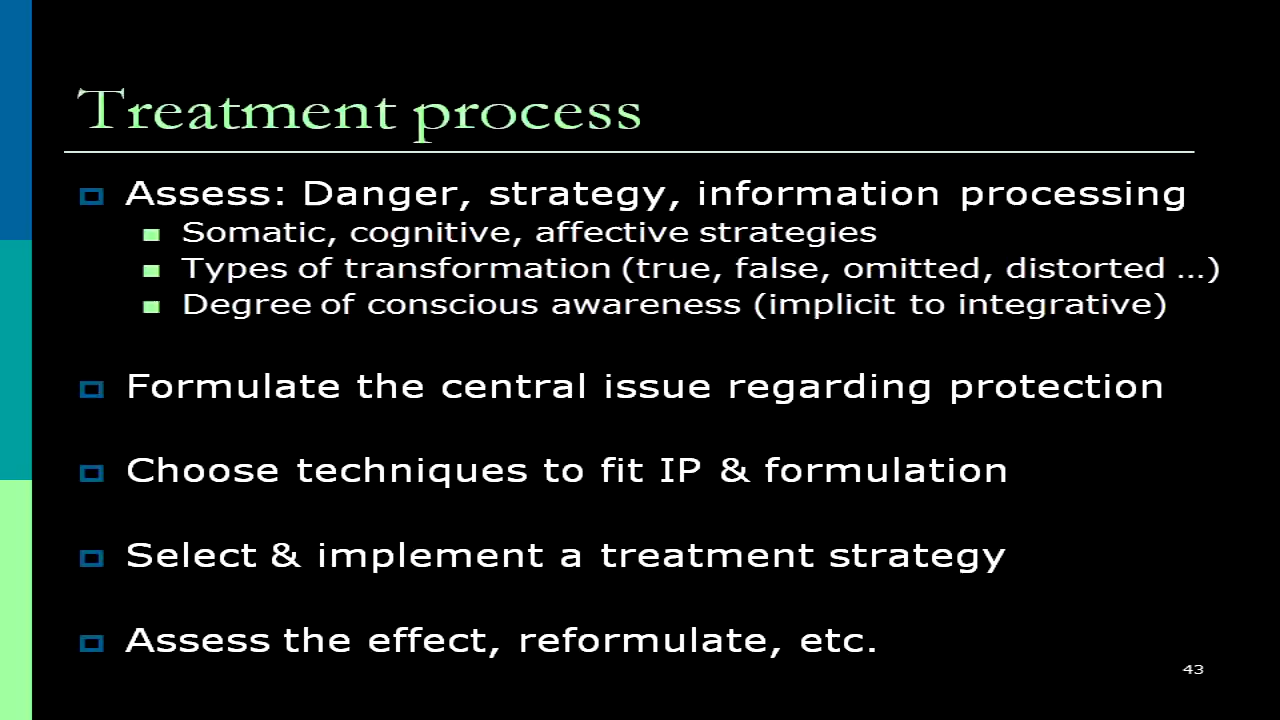 Treatment process
Assess: Danger, strategy, information processing
Somatic, cognitive, affective strategies
Types of transformation (true, false, omitted, distorted ...)
Degree of conscious awareness (implicit to integrative)
Formulate the central issue regarding protection
Choose techniques to fit IP & formulation
Select & implement a treatment strategy
Assess the effect, reformulate, etc.
43